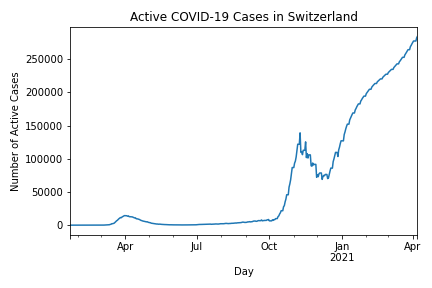 Active COVID-19 Cases in Switzerland
Number of Active Cases
250000
200000
150000
100000
50000
0
Apr
Jul
Oct
Jan
2021
Apr
Day